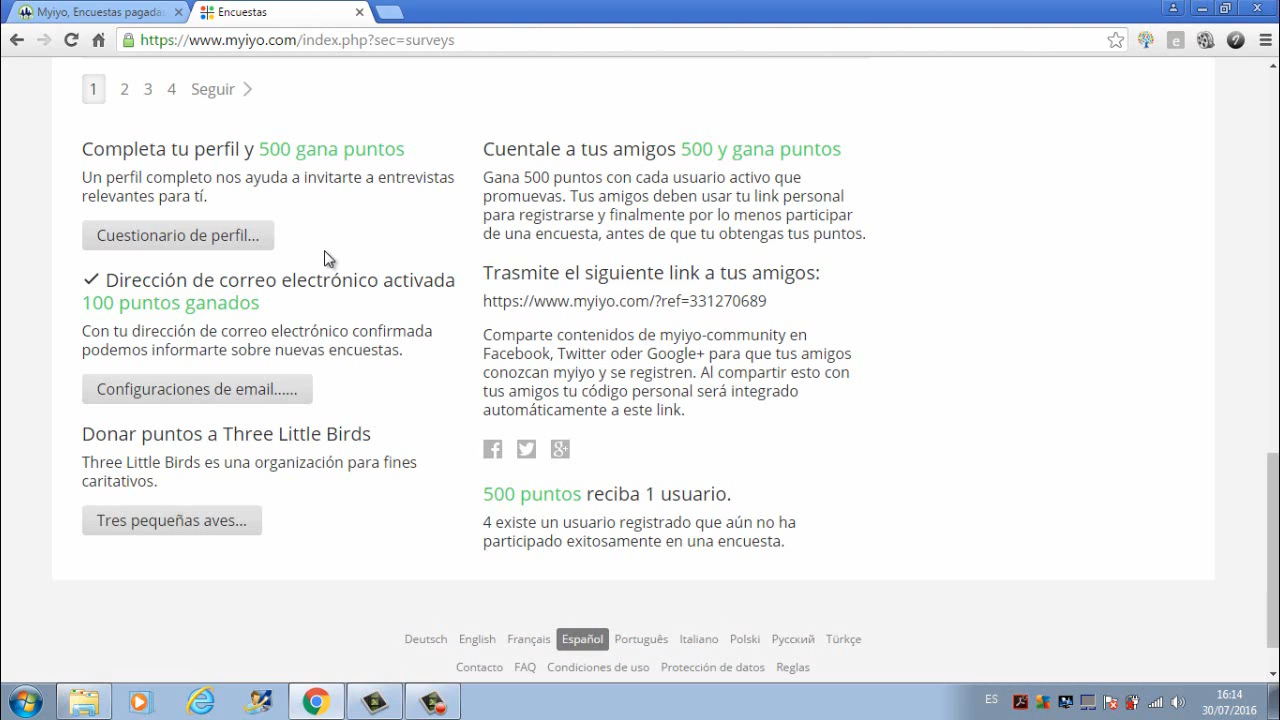 Myiyo, Encuestas pagadas
Encuestas
https://www.myiyo.com/index.php?sec=surveys
1 2 3 4 Seguir
Completa tu perfil y 500 gana puntos
Un perfil completo nos ayuda a invitarte a entrevistas
relevantes para tí.
Cuestionario de perfil...
Dirección de correo electrónico activada
100 puntos ganados
Con tu dirección de correo electrónico confirmada
podemos informarte sobre nuevas encuestas.
Configuraciones de email......
Donar puntos a Three Little Birds
Three Little Birds es una organización para fines
caritativos.
Tres pequeñas aves...
Cuentale a tus amigos 500 y gana puntos
Gana 500 puntos con cada usuario activo que
promuevas. Tus amigos deben usar tu link personal
para registrarse y finalmente por lo menos participar
de una encuesta, antes de que tu obtengas tus puntos.
Trasmite el siguiente link a tus amigos:
https://www.myiyo.com/?ref=331270689
Comparte contenidos de myiyo-community en
Facebook, Twitter oder Google+ para que tus amigos
conozcan myiyo y se registren. Al compartir esto con
tus amigos tu código personal será integrado
automáticamente a este link.
500 puntos reciba 1 usuario.
4 existe un usuario registrado que aún no ha
participado exitosamente en una encuesta.
Deutsch English Français Español Português Italiano Polski Русский Türkçe
Contacto FAQ Condiciones de uso Protección de datos Reglas
ES
16:14
30/07/2016